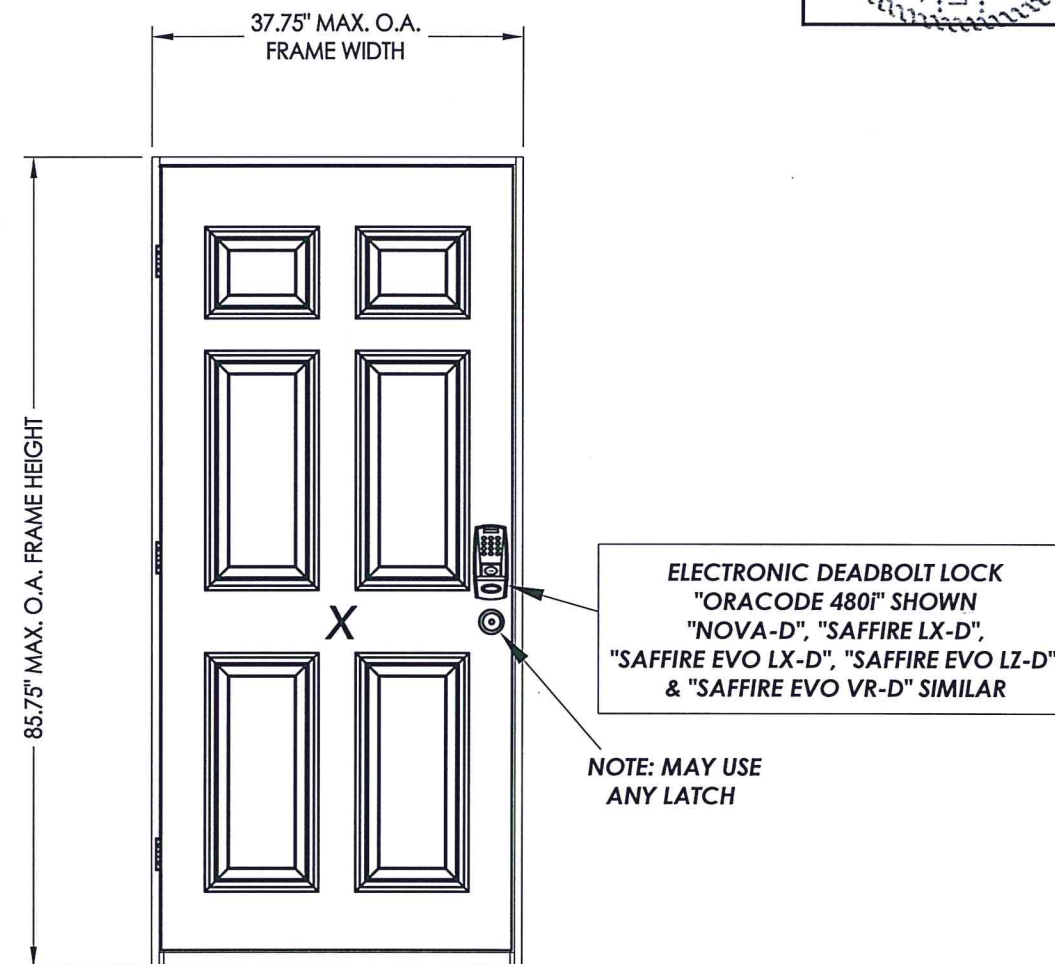 37.75" MAX. O.A.
FRAME WIDTH
85.75" MAX. O.A. FRAME HEIGHT
X
ELECTRONIC DEADBOLT LOCK
"ORACODE 480i" SHOWN
"NOVA-D", "SAFFIRE LX-D",
"SAFFIRE EVO LX-D", "SAFFIRE EVO LZ-D"
& "SAFFIRE EVO VR-D" SIMILAR
NOTE: MAY USE
ANY LATCH